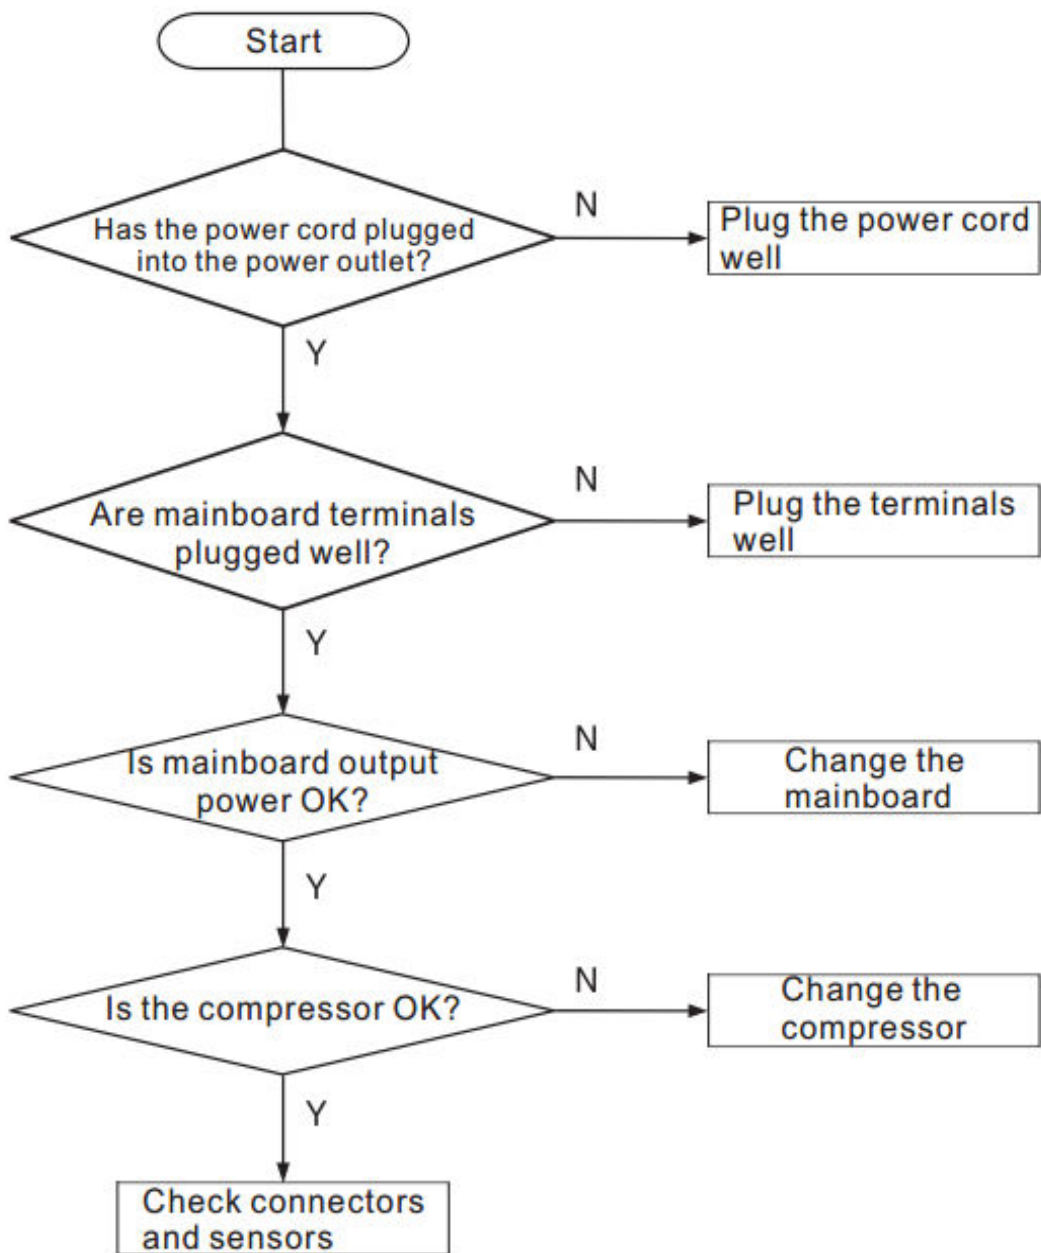 Start
Has the power cord plugged
into the power outlet?
N
Plug the power cord
well
Y
Are mainboard terminals
plugged well?
N
Plug the terminals
well
Y
Is mainboard output
power OK?
N
Change the
mainboard
Y
Is the compressor OK?
N
Change the
compressor
Y
Check connectors
and sensors